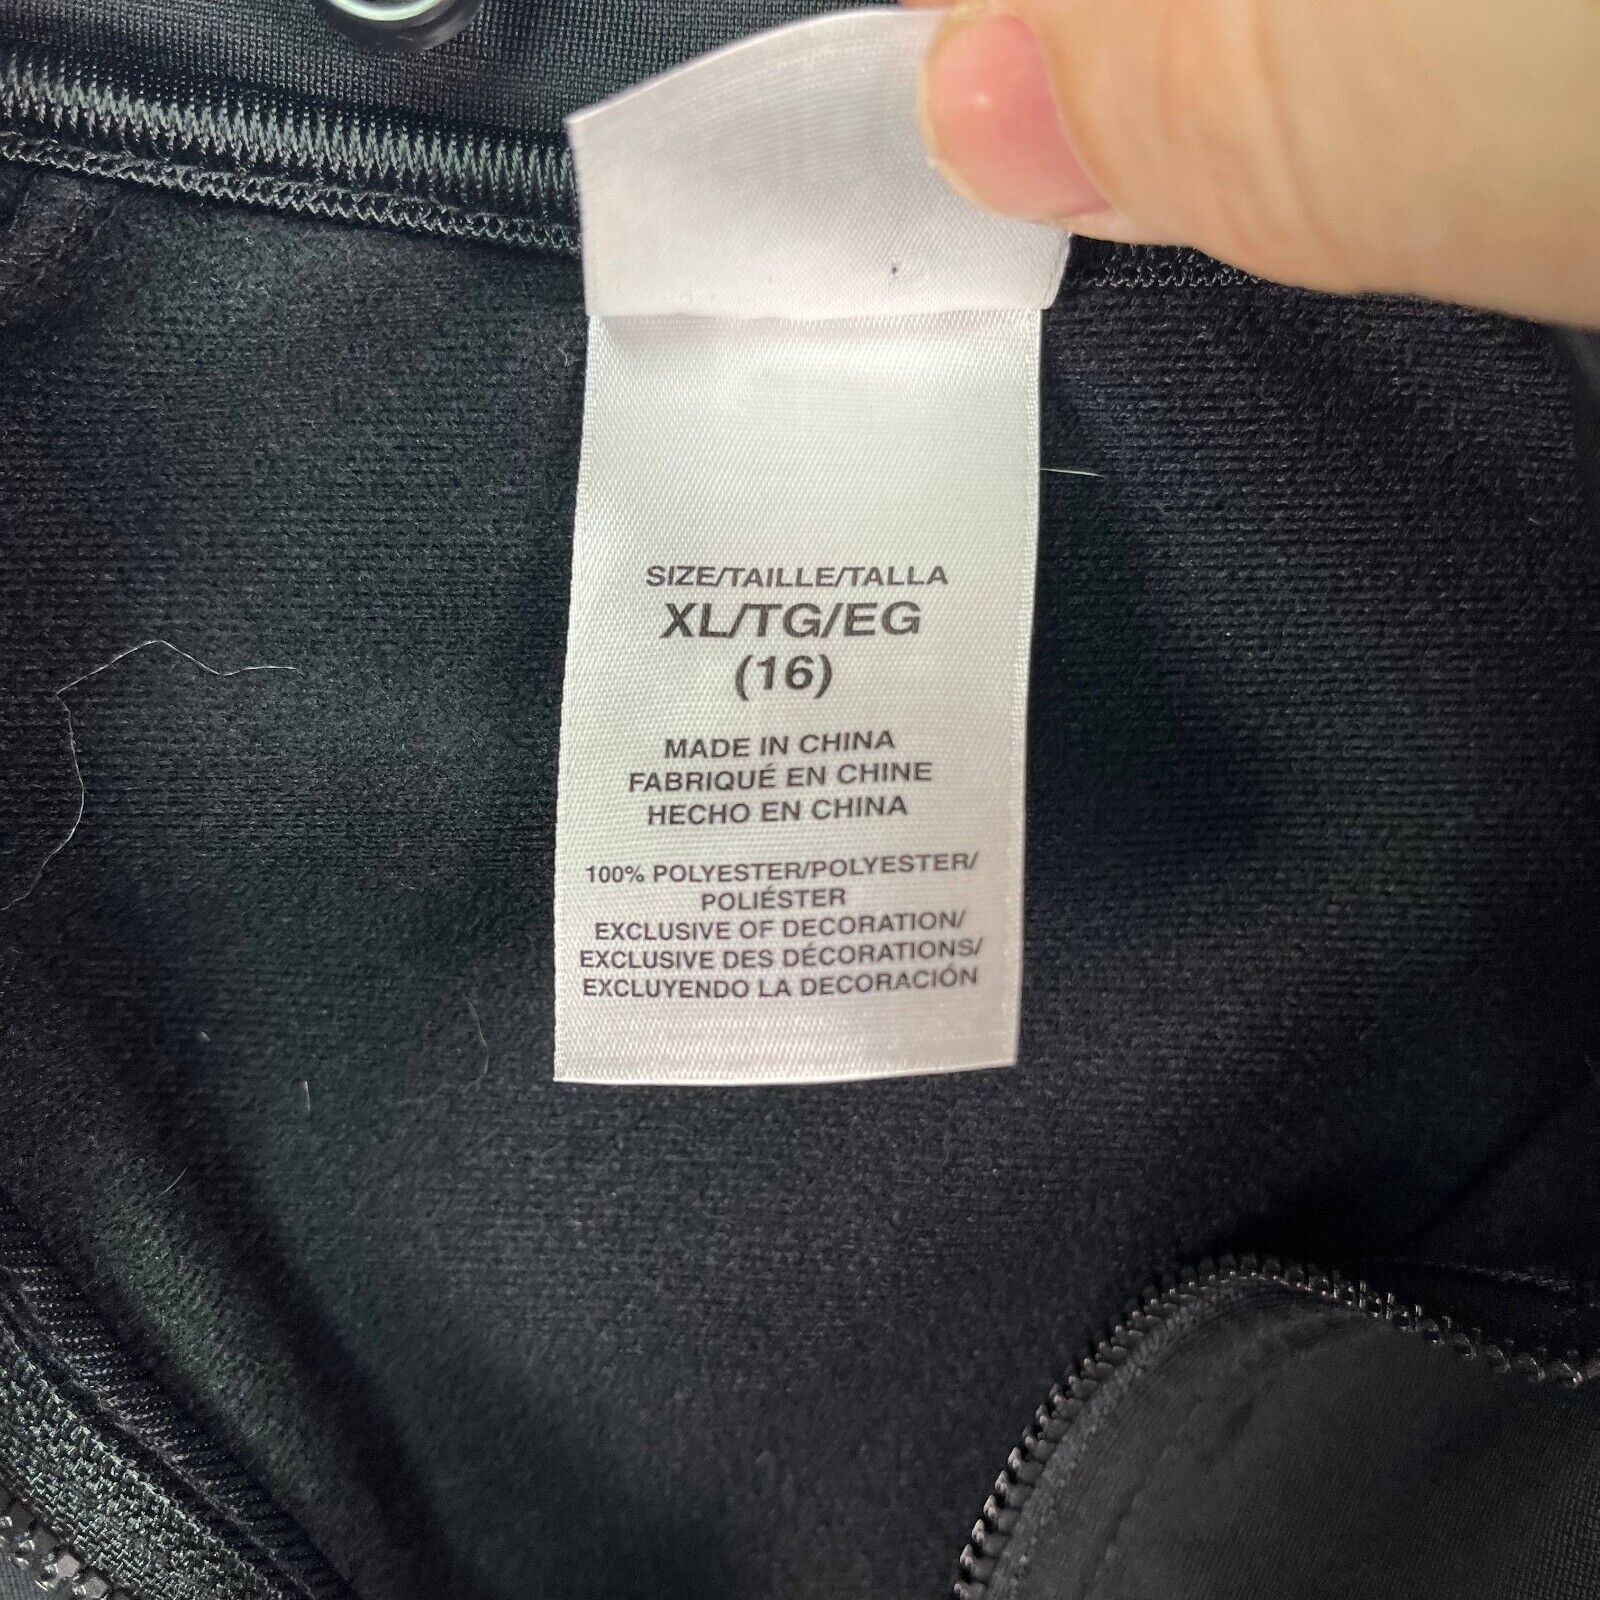 SIZE/TAILLE/TALLA
XL/TG/EG
(16)
MADE IN CHINA
FABRIQUÉ EN CHINE
HECHO EN CHINA
100% POLYESTER/POLYESTER/
POLIÉSTER
EXCLUSIVE OF DECORATION/
EXCLUSIVE DES DÉCORATIONS/
EXCLUYENDO LA DECORACIÓN